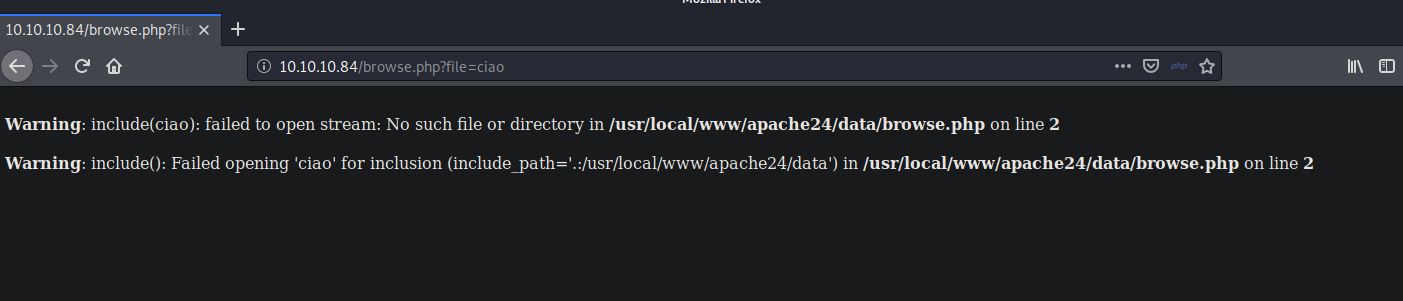 Mozilla Firefox
10.10.10.84/browse.php?file
10.10.10.84/browse.php?file=ciao
php
Warning: include(ciao): failed to open stream: No such file or directory in /usr/local/www/apache24/data/browse.php on line 2
Warning: include(): Failed opening 'ciao' for inclusion (include_path='.:/usr/local/www/apache24/data') in /usr/local/www/apache24/data/browse.php on line 2